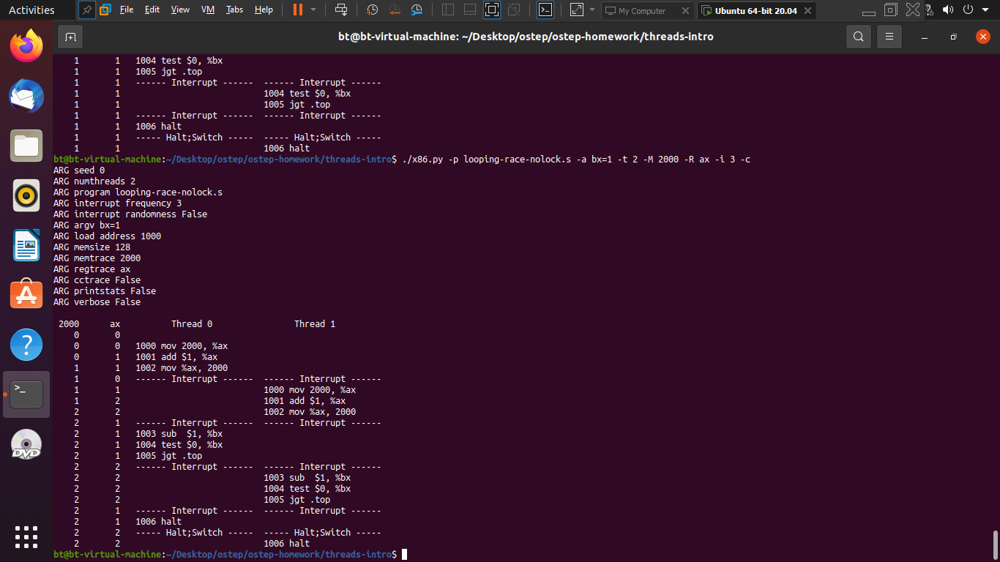 Activities File Edit View VM Tabs Help My Computer Ubuntu 64-bit 20.04
bt@bt-virtual-machine: ~/Desktop/ostep/ostep-homework/threads-intro
1 1 1004 test $0, %bx
1 1 1005 jgt .top
1 1 ------ Interrupt ------ ------ Interrupt ------
1 1 1004 test $0, %bx
1 1 1005 jgt .top
1 1 ------ Interrupt ------ ------ Interrupt ------
1 1 1006 halt
1 1 ----- Halt;Switch ----- ----- Halt;Switch -----
1 1 1006 halt
bt@bt-virtual-machine:~/Desktop/ostep/ostep-homework/threads-intro$ ./x86.py -p looping-race-nolock.s -a bx=1 -t 2 -M 2000 -R ax -i 3 -c
ARG seed 0
ARG numthreads 2
ARG program looping-race-nolock.s
ARG interrupt frequency 3
ARG interrupt randomness False
ARG argv bx=1
ARG load address 1000
ARG memsize 128
ARG memtrace 2000
ARG regtrace ax
ARG cctrace False
ARG printstats False
ARG verbose False
2000 ax Thread 0 Thread 1
0 0
0 0 1000 mov 2000, %ax
0 1 1001 add $1, %ax
1 1 1002 mov %ax, 2000
1 0 ------ Interrupt ------ ------ Interrupt ------
1 1 1000 mov 2000, %ax
1 2 1001 add $1, %ax
2 2 1002 mov %ax, 2000
2 1 ------ Interrupt ------ ------ Interrupt ------
2 1 1003 sub  $1, %bx
2 1 1004 test $0, %bx
2 1 1005 jgt .top
2 2 ------ Interrupt ------ ------ Interrupt ------
2 2 1003 sub  $1, %bx
2 2 1004 test $0, %bx
2 2 1005 jgt .top
2 1 ------ Interrupt ------ ------ Interrupt ------
2 1 1006 halt
2 2 ----- Halt;Switch ----- ----- Halt;Switch -----
2 2 1006 halt
bt@bt-virtual-machine:~/Desktop/ostep/ostep-homework/threads-intro$
DVD